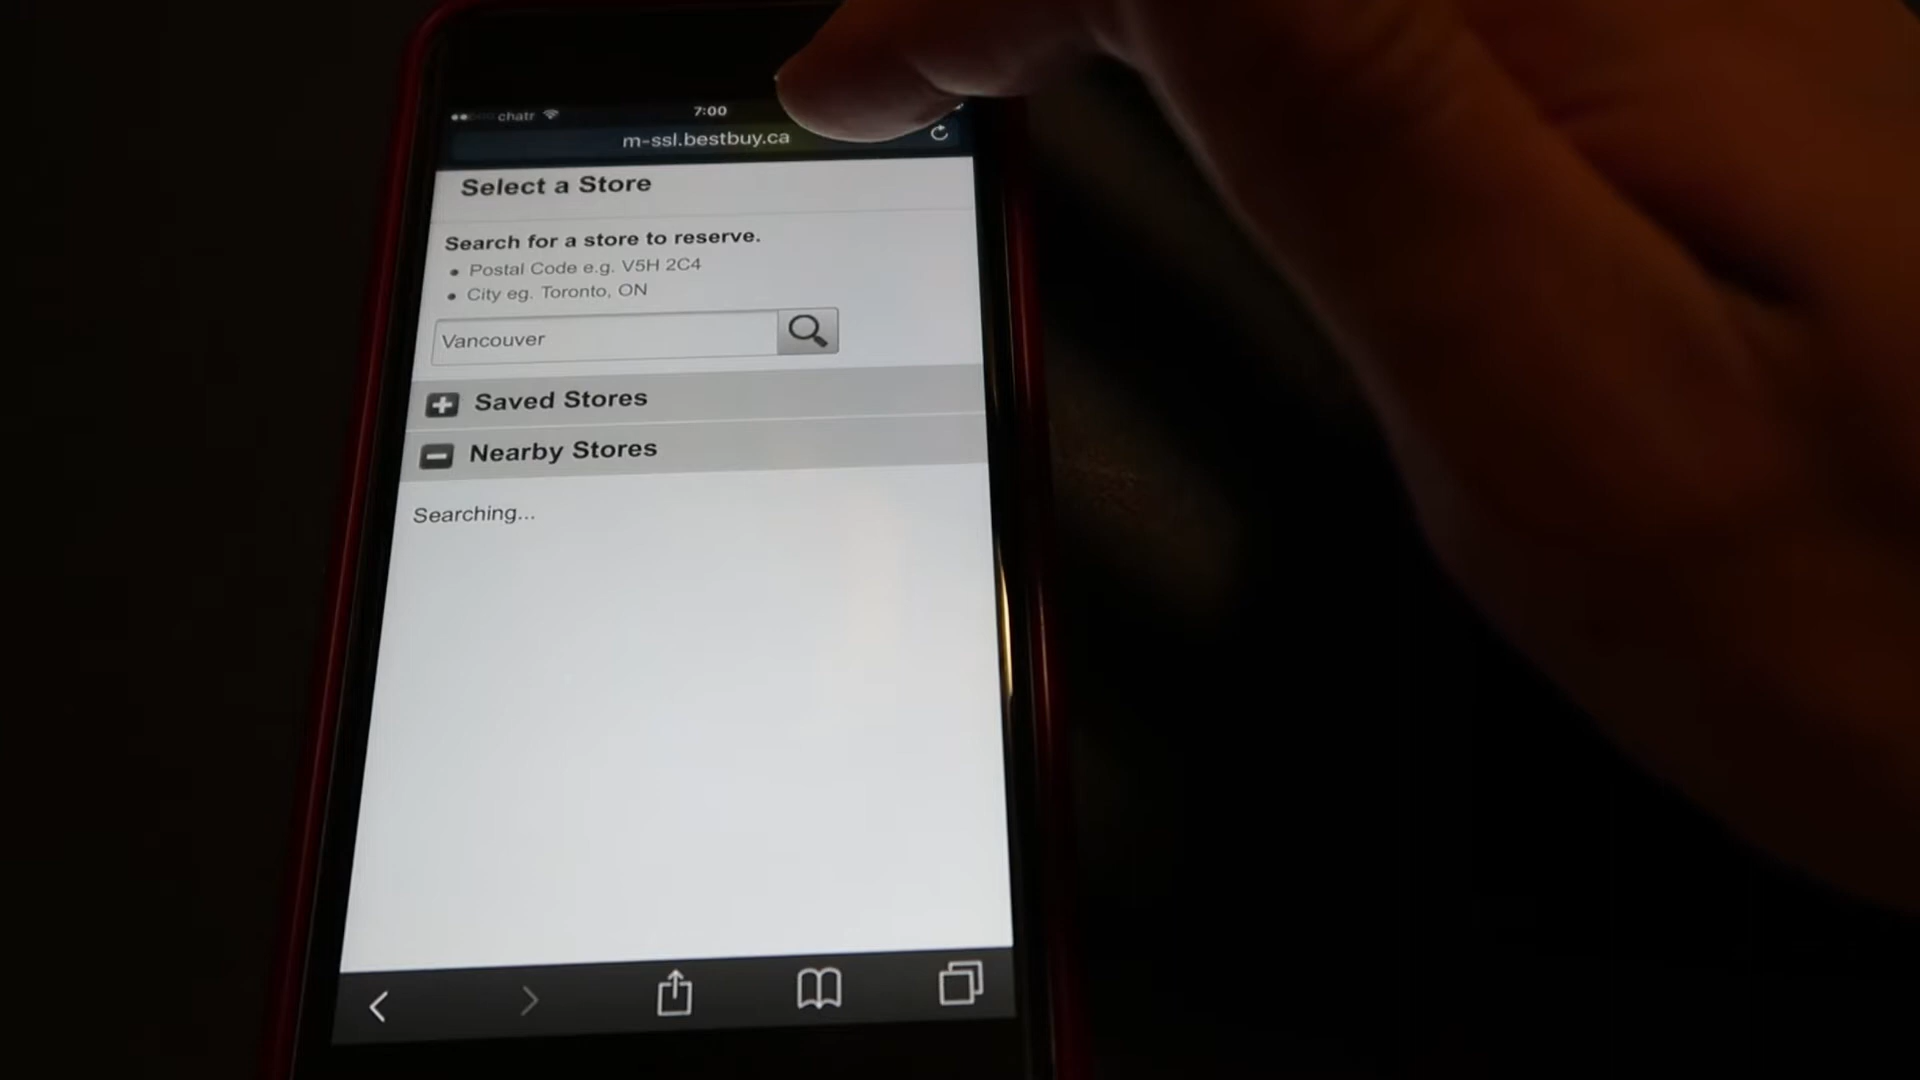 chatr 7:00
m-ssl.bestbuy.ca
Select a Store
Search for a store to reserve.
Postal Code e.g. V5H 2C4
City eg. Toronto, ON
Vancouver
Saved Stores
Nearby Stores
Searching...